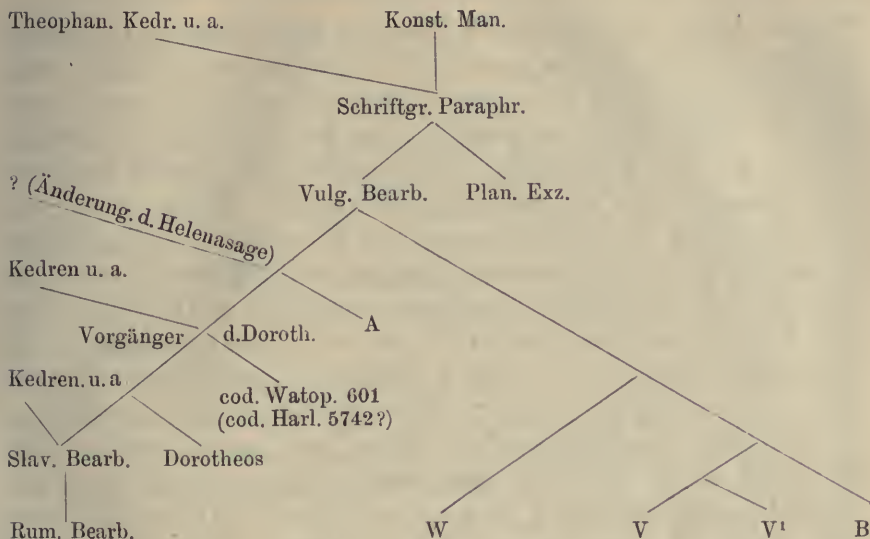 Theophan. Kedr. u. a.
Konst. Man.
Schriftgr. Paraphr.
? (Änderung. d. Helenasage)
Vulg. Bearb.
Plan. Exz.
Kedren u. a.
A
Vorgänger d. Doroth.
Kedren. u. a
cod. Watop. 601
(cod. Harl. 5742?)
Slav. Bearb.
Dorotheos
Rum. Bearb.
W
V
V¹
B